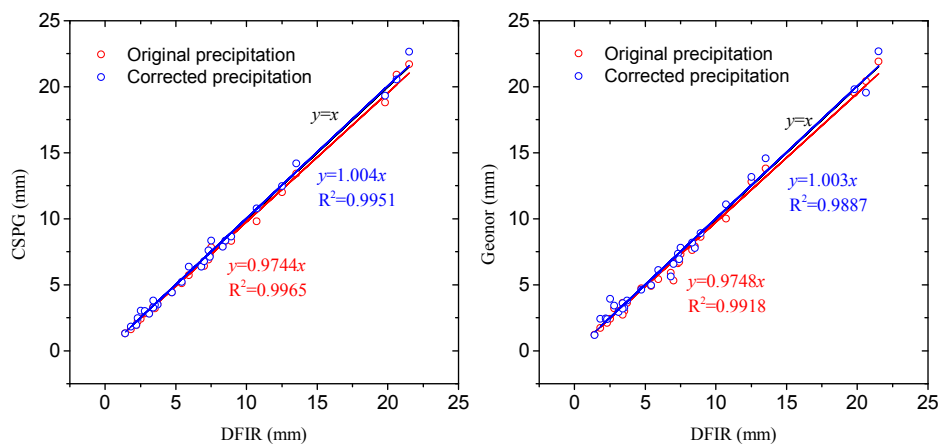 Original precipitation
Corrected precipitation
y=x
y=1.004x
R²=0.9951
y=0.9744x
R²=0.9965
25
20
15
10
5
0
CSPG (mm)
0 5 10 15 20 25
DFIR (mm)
Original precipitation
Corrected precipitation
y=x
y=1.003x
R²=0.9887
y=0.9748x
R²=0.9918
25
20
15
10
5
0
Geonor (mm)
0 5 10 15 20 25
DFIR (mm)